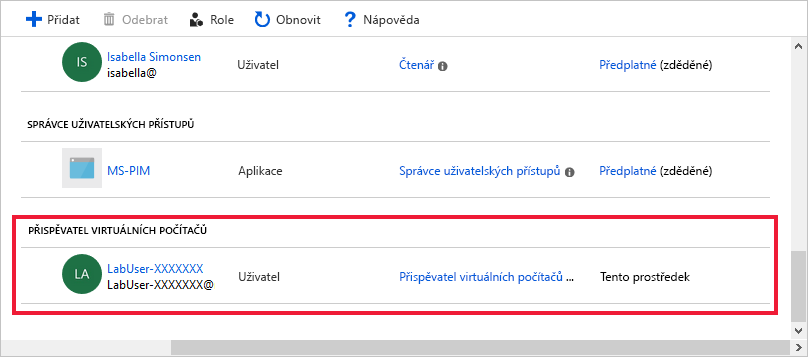 Přidat Odebrat Role Obnovit Nápověda
IS Isabella Simonsen Uživatel Čtenář Předplatné (zděděné)
isabella@
SPRÁVCE UŽIVATELSKÝCH PŘÍSTUPŮ
MS-PIM Aplikace Správce uživatelských přístupů Předplatné (zděděné)
PŘISPĚVATEL VIRTUÁLNÍCH POČÍTAČŮ
LA LabUser-XXXXXXX Uživatel Přispěvatel virtuálních počítačů ... Tento prostředek
LabUser-XXXXXXX@